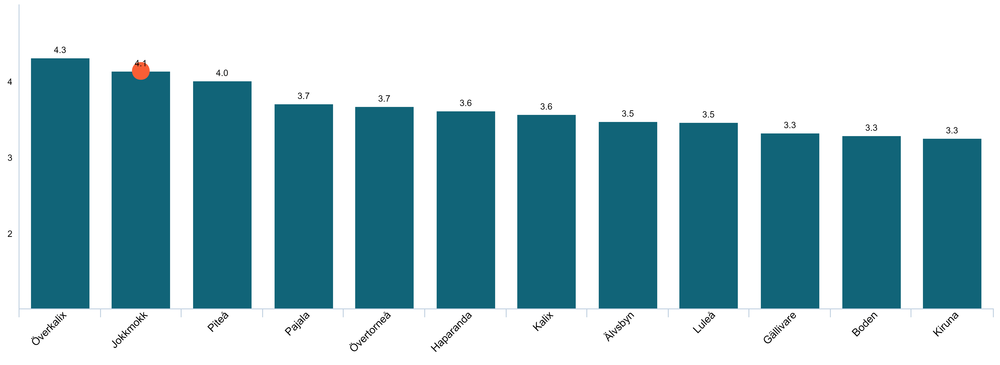 4.3
4.1
4.0
3.7
3.7
3.6
3.6
3.5
3.5
3.3
3.3
3.3
4
3
2
Överkalix
Jokkmokk
Piteå
Pajala
Övertorneå
Haparanda
Kalix
Älvsbyn
Luleå
Gällivare
Boden
Kiruna